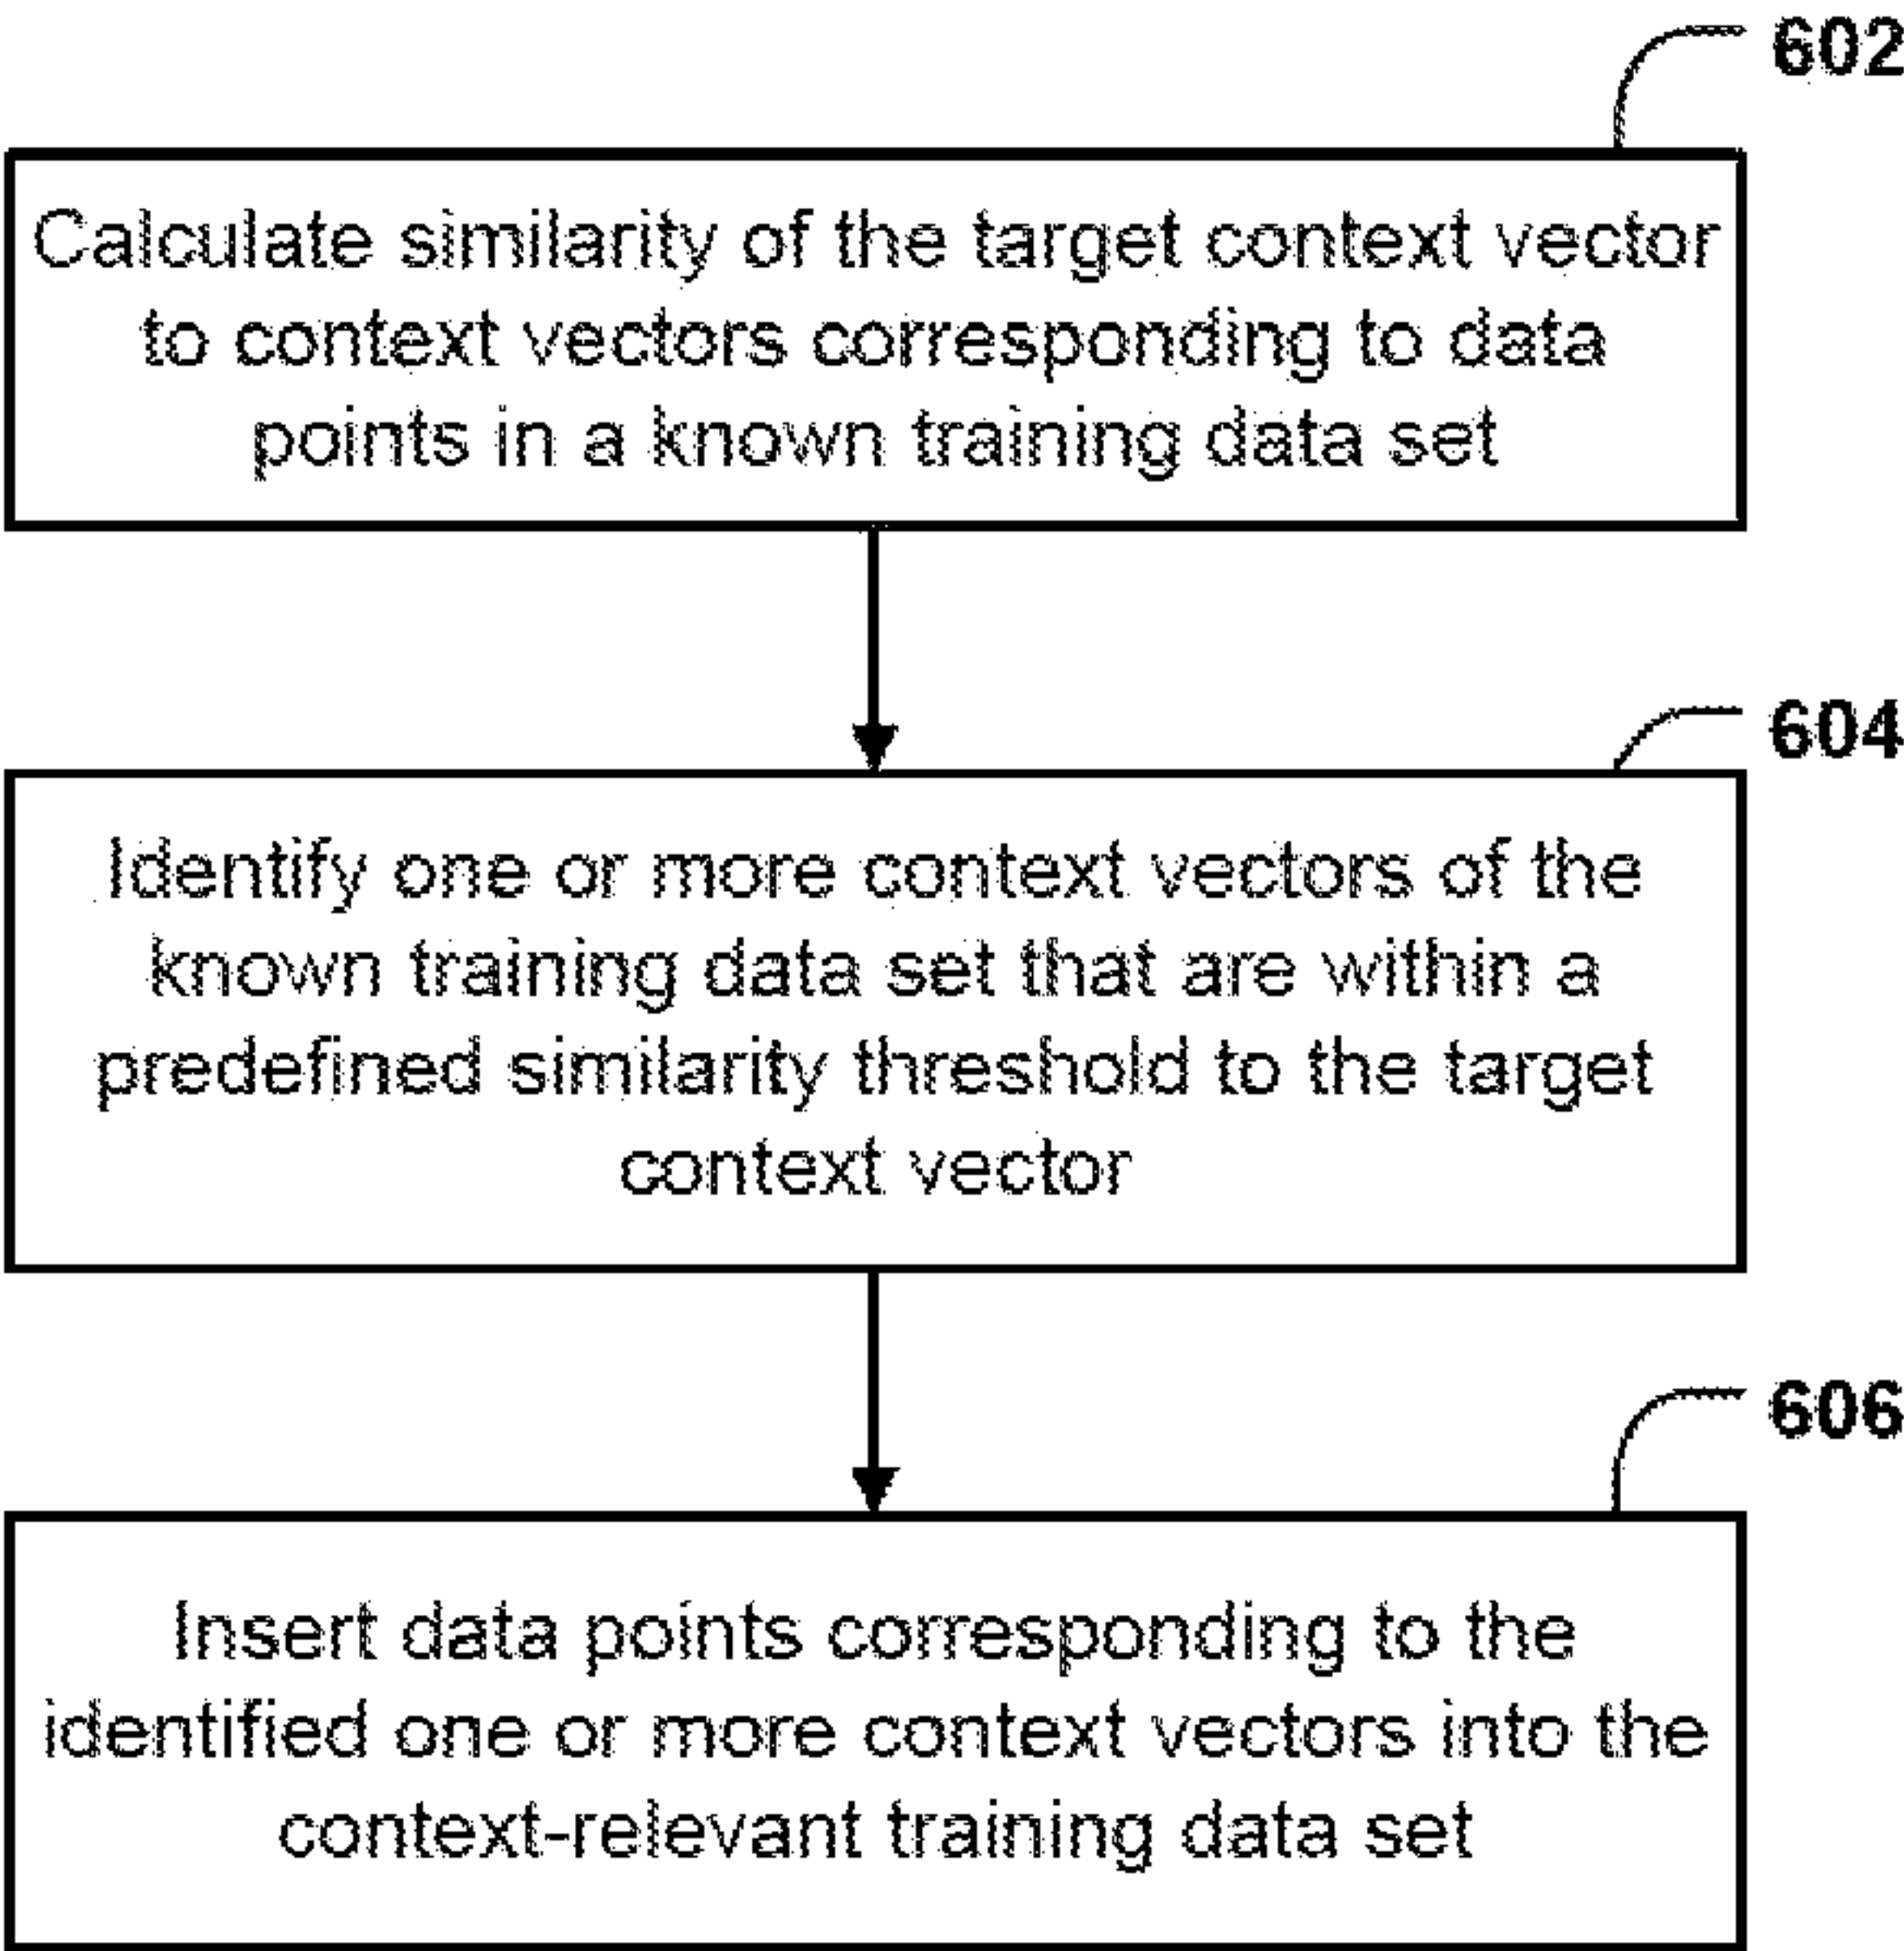 602
Calculate similarity of the target context vector
to context vectors corresponding to data
points in a known training data set
604
Identify one or more context vectors of the
known training data set that are within a
predefined similarity threshold to the target
context vector
606
Insert data points corresponding to the
identified one or more context vectors into the
context-relevant training data set